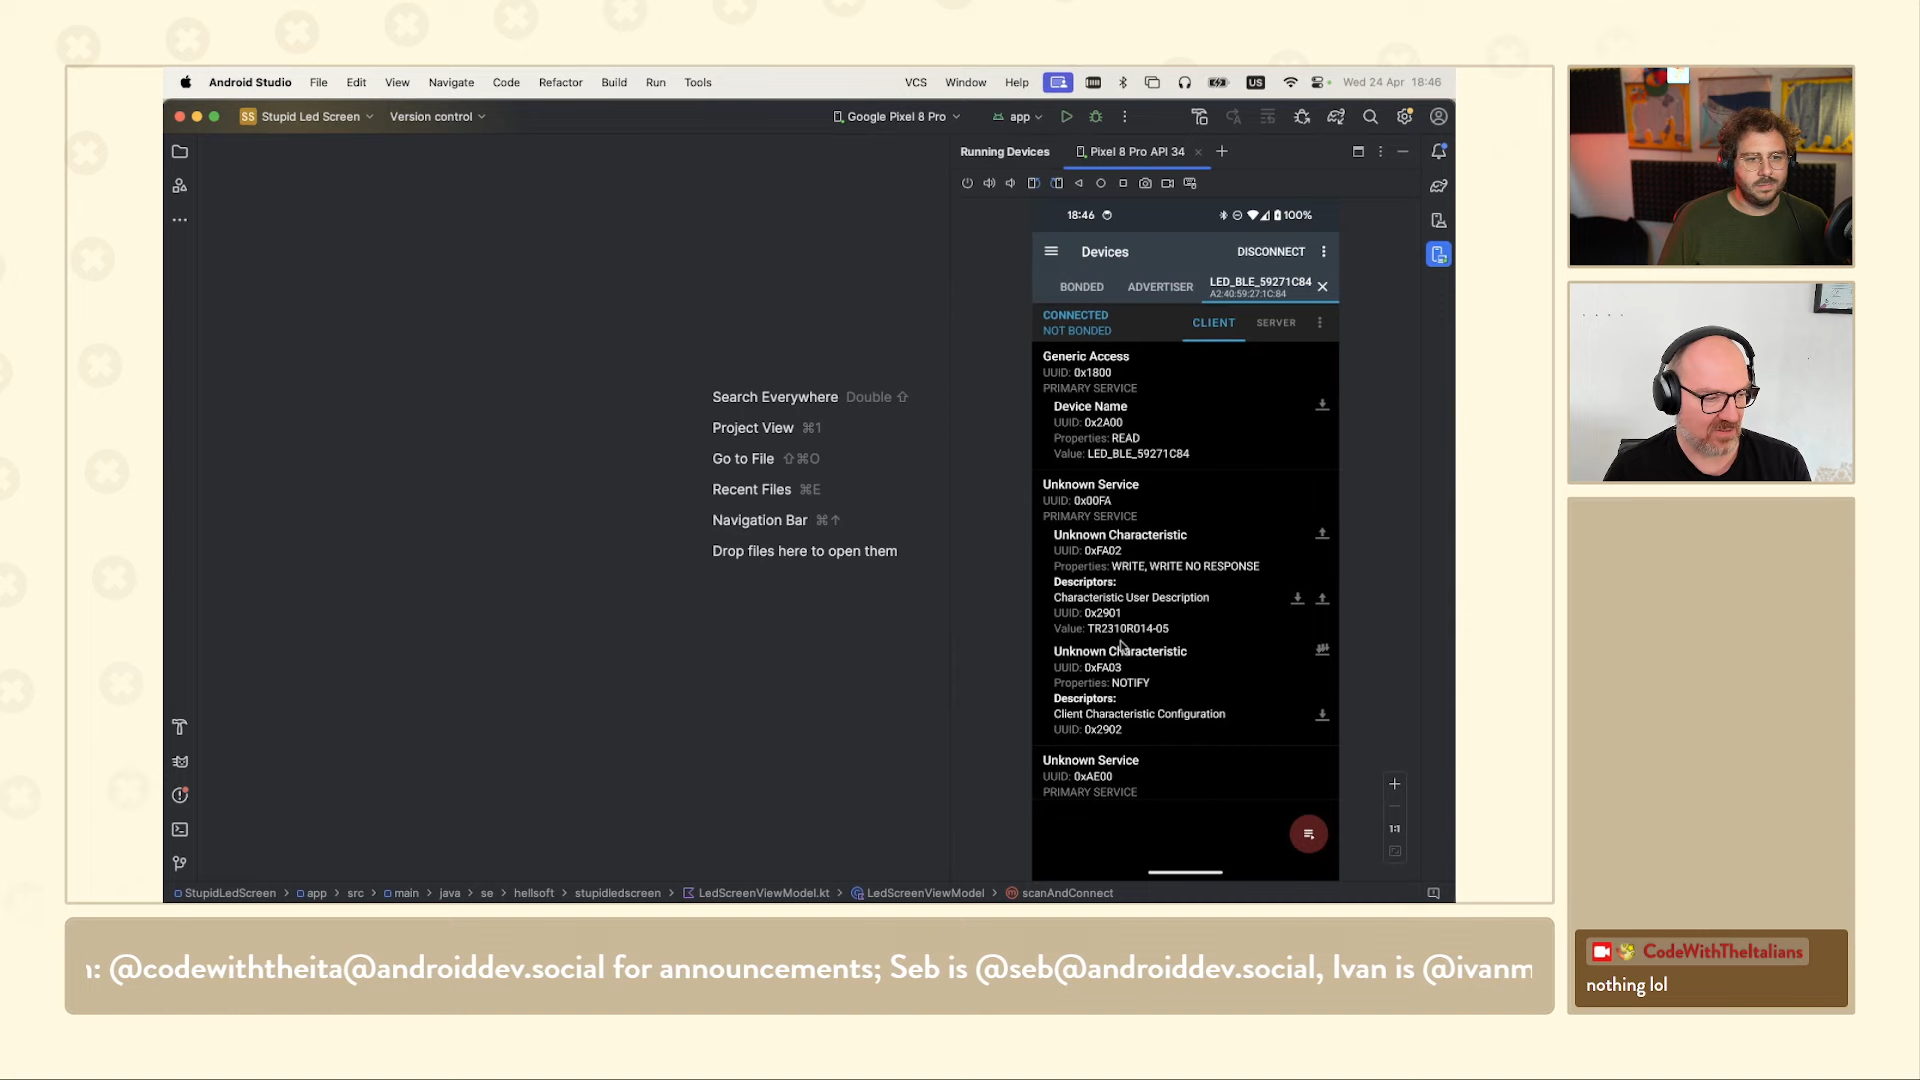 Android Studio File Edit View Navigate Code Refactor Build Run Tools VCS Window Help US Wed 24 Apr 18:46
SS Stupid Led Screen Version control Google Pixel 8 Pro app
Running Devices Pixel 8 Pro API 34
18:46 100%
Devices DISCONNECT
BONDED ADVERTISER LED_BLE_59271C84
A2:40:59:27:1C:84
CONNECTED
NOT BONDED
CLIENT SERVER
Generic Access
UUID: 0x1800
PRIMARY SERVICE
Device Name
UUID: 0x2A00
Properties: READ
Value: LED_BLE_59271C84
Unknown Service
UUID: 0x00FA
PRIMARY SERVICE
Unknown Characteristic
UUID: 0xFA02
Properties: WRITE, WRITE NO RESPONSE
Descriptors:
Characteristic User Description
UUID: 0x2901
Value: TR2310R014-05
Unknown Characteristic
UUID: 0xFA03
Properties: NOTIFY
Descriptors:
Client Characteristic Configuration
UUID: 0x2902
Unknown Service
UUID: 0xAE00
PRIMARY SERVICE
Search Everywhere Double ⇧
Project View ⌘1
Go to File ⇧⌘O
Recent Files ⌘E
Navigation Bar ⌘↑
Drop files here to open them
1:1
StupidLedScreen > app > src > main > java > se > hellsoft > stupidledscreen > LedScreenViewModel.kt > LedScreenViewModel > scanAndConnect
: @codewiththeita@androiddev.social for announcements; Seb is @seb@androiddev.social, Ivan is @ivanm
CodeWithTheItalians
nothing lol